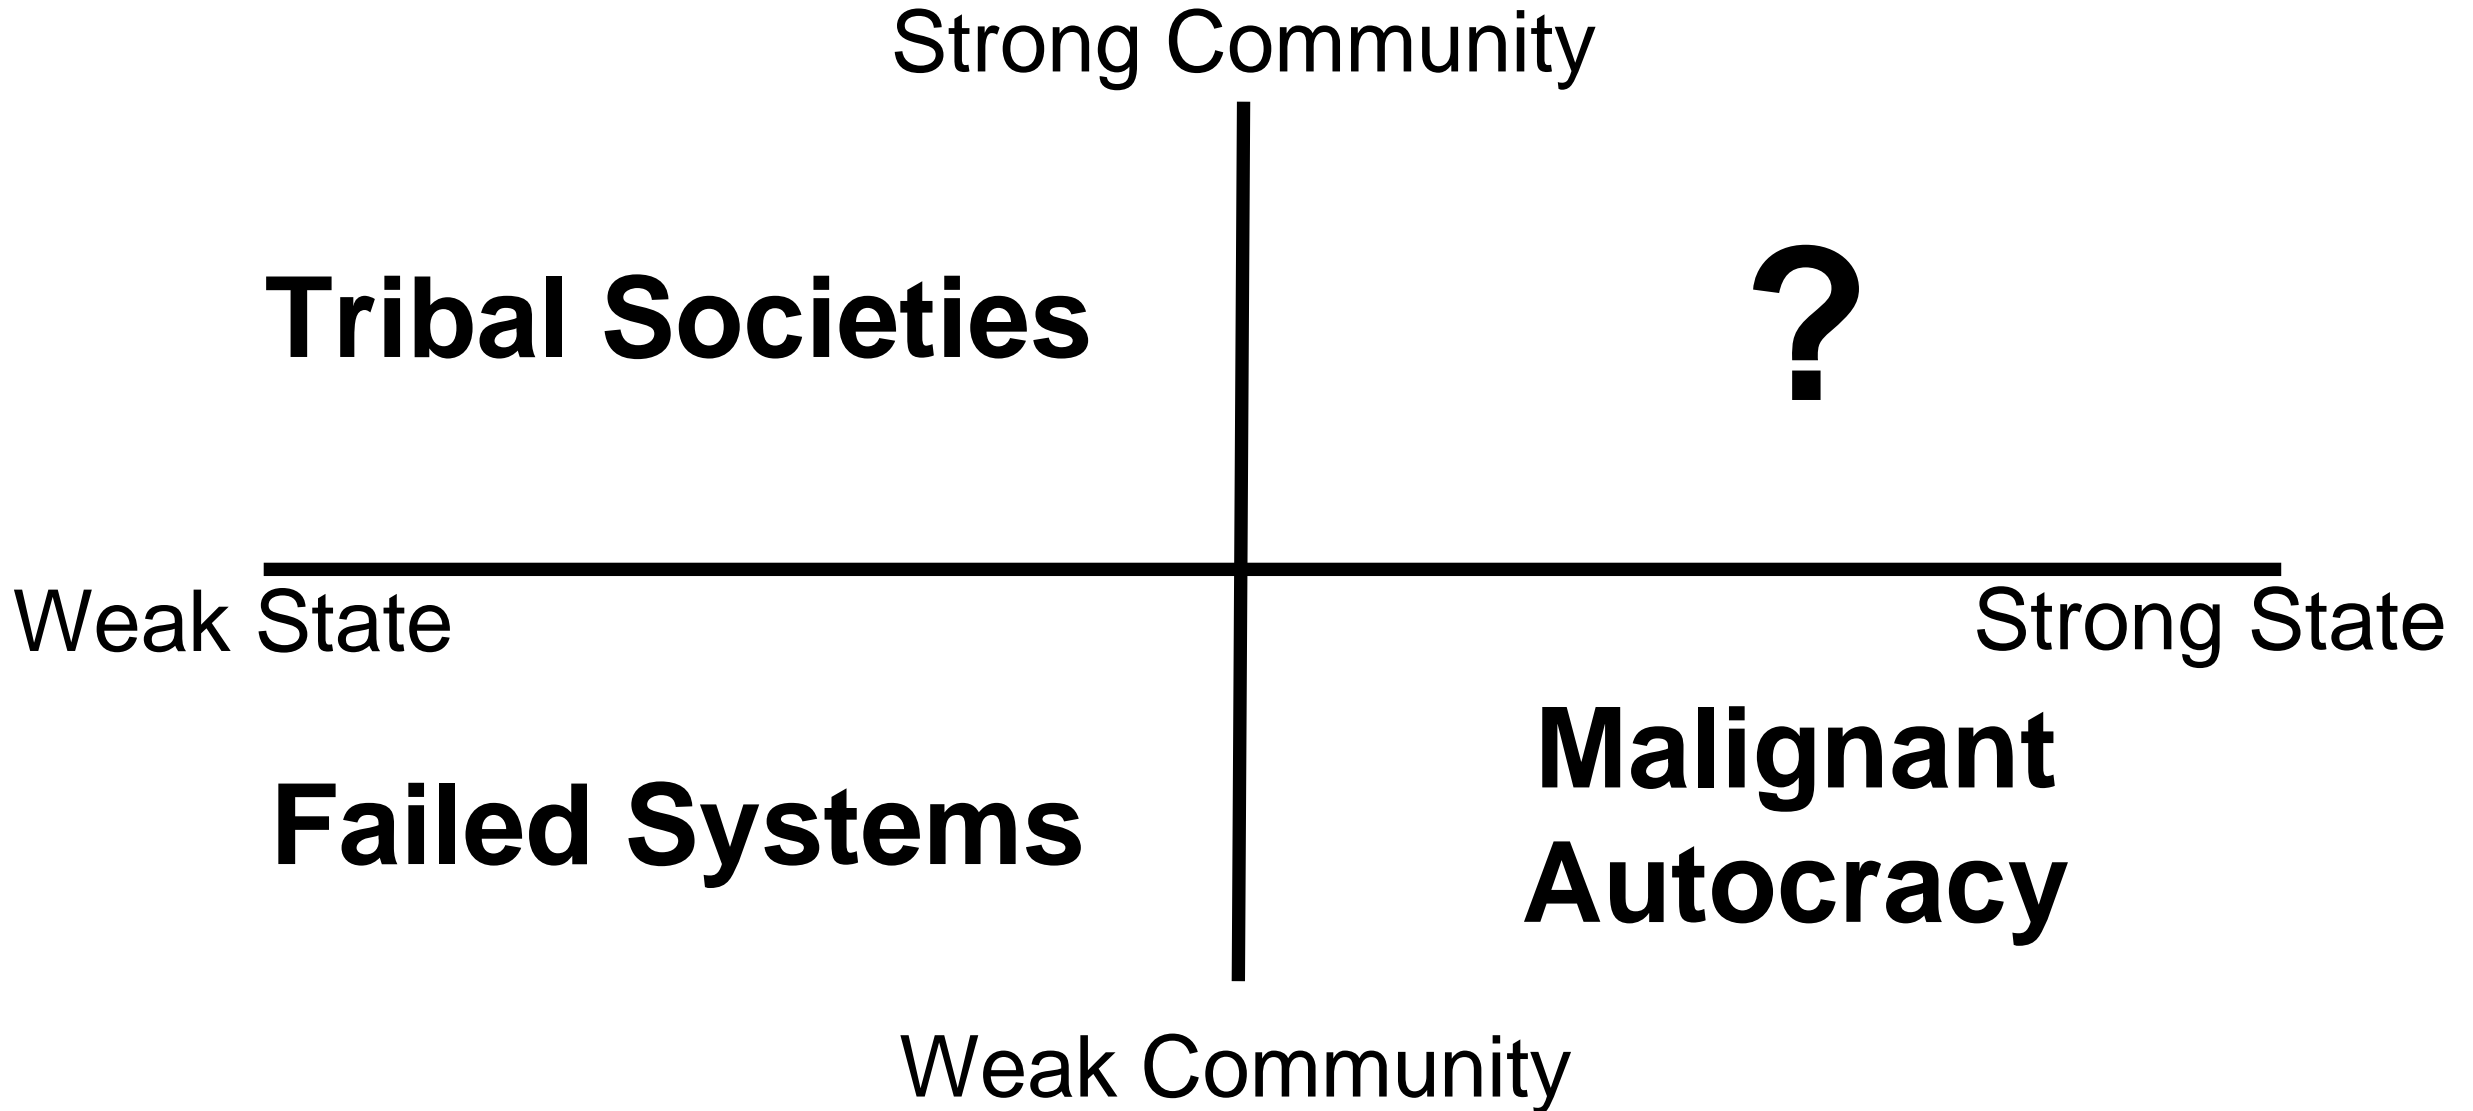 Strong Community
Tribal Societies
?
Weak State
Strong State
Failed Systems
Malignant
Autocracy
Weak Community